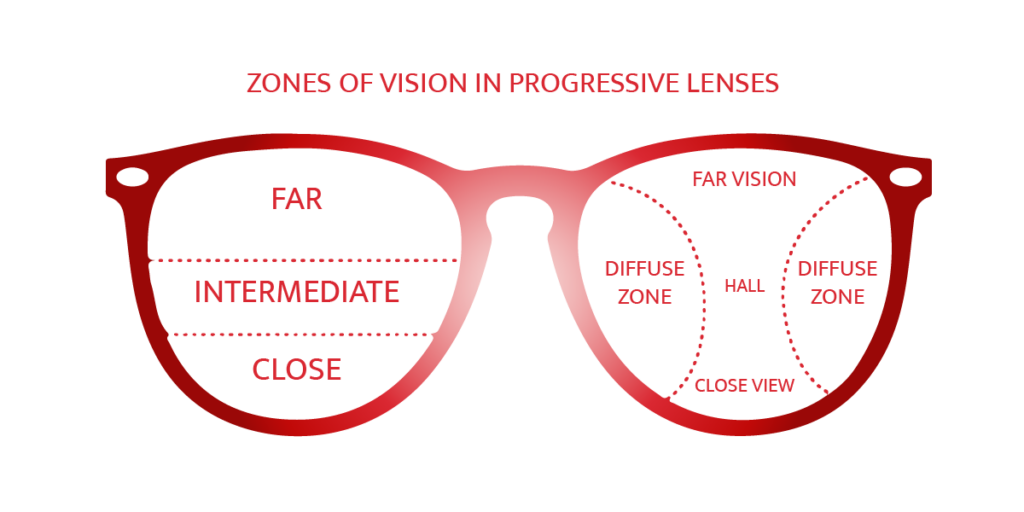 ZONES OF VISION IN PROGRESSIVE LENSES
FAR
INTERMEDIATE
CLOSE
FAR VISION
DIFFUSE
ZONE
HALL
DIFFUSE
ZONE
CLOSE VIEW